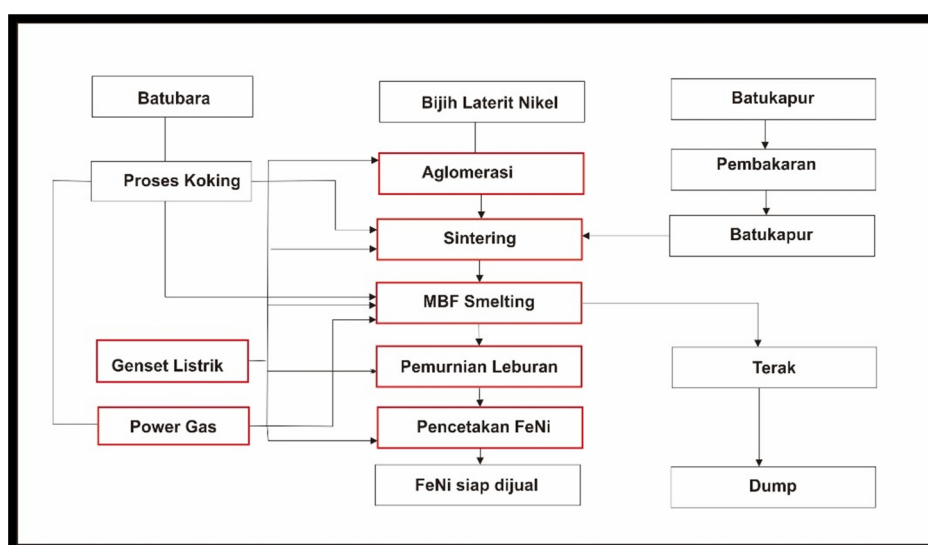 Batubara
Bijih Laterit Nikel
Batukapur
Proses Koking
Aglomerasi
Pembakaran
Sintering
Batukapur
MBF Smelting
Genset Listrik
Pemurnian Leburan
Terak
Power Gas
Pencetakan FeNi
FeNi siap dijual
Dump